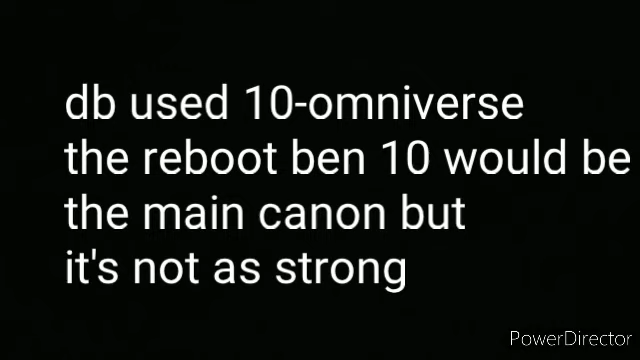 db used 10-omniverse
the reboot ben 10 would be
the main canon but
it's not as strong
PowerDirector